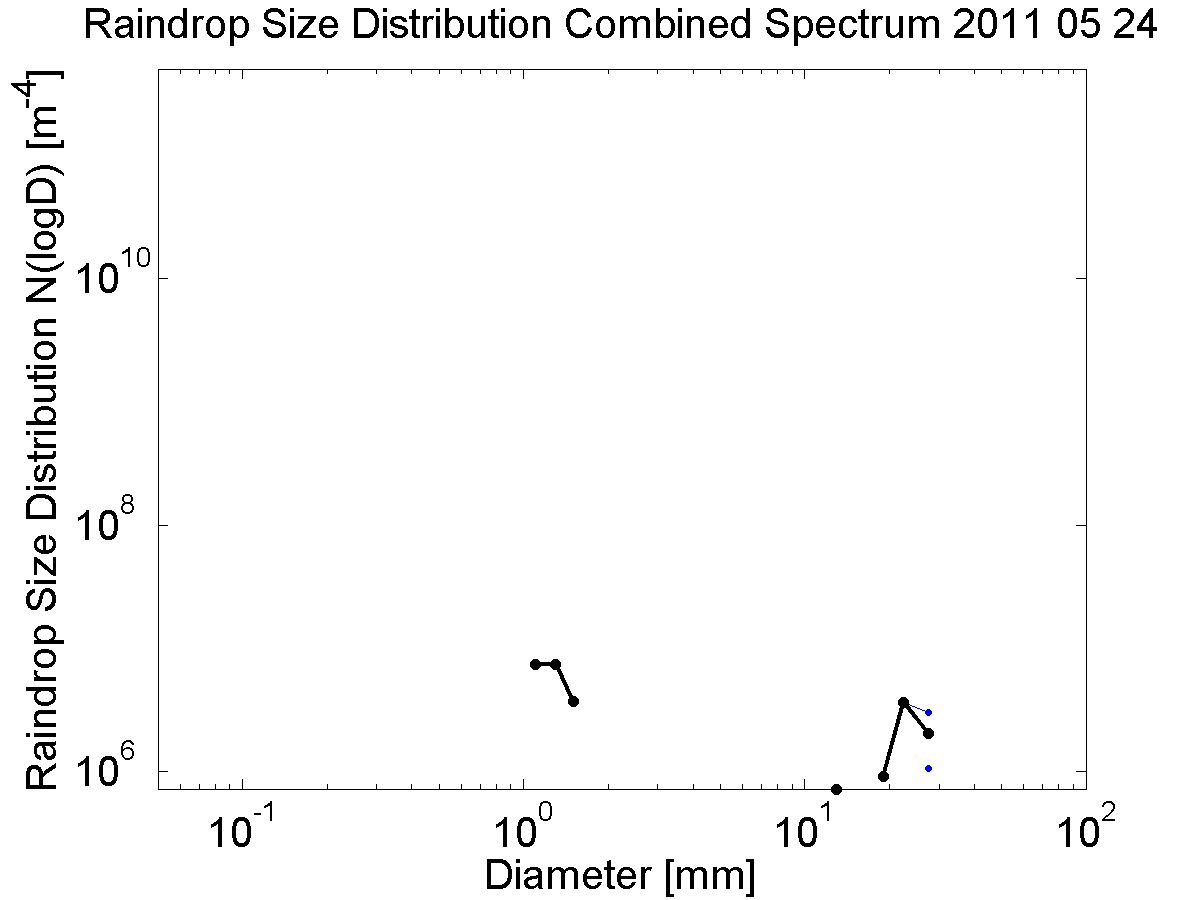 Raindrop Size Distribution Combined Spectrum 2011 05 24
Raindrop Size Distribution N(logD) [m^-4]
10^10
10^8
10^6
10^-1
10^0
10^1
10^2
Diameter [mm]